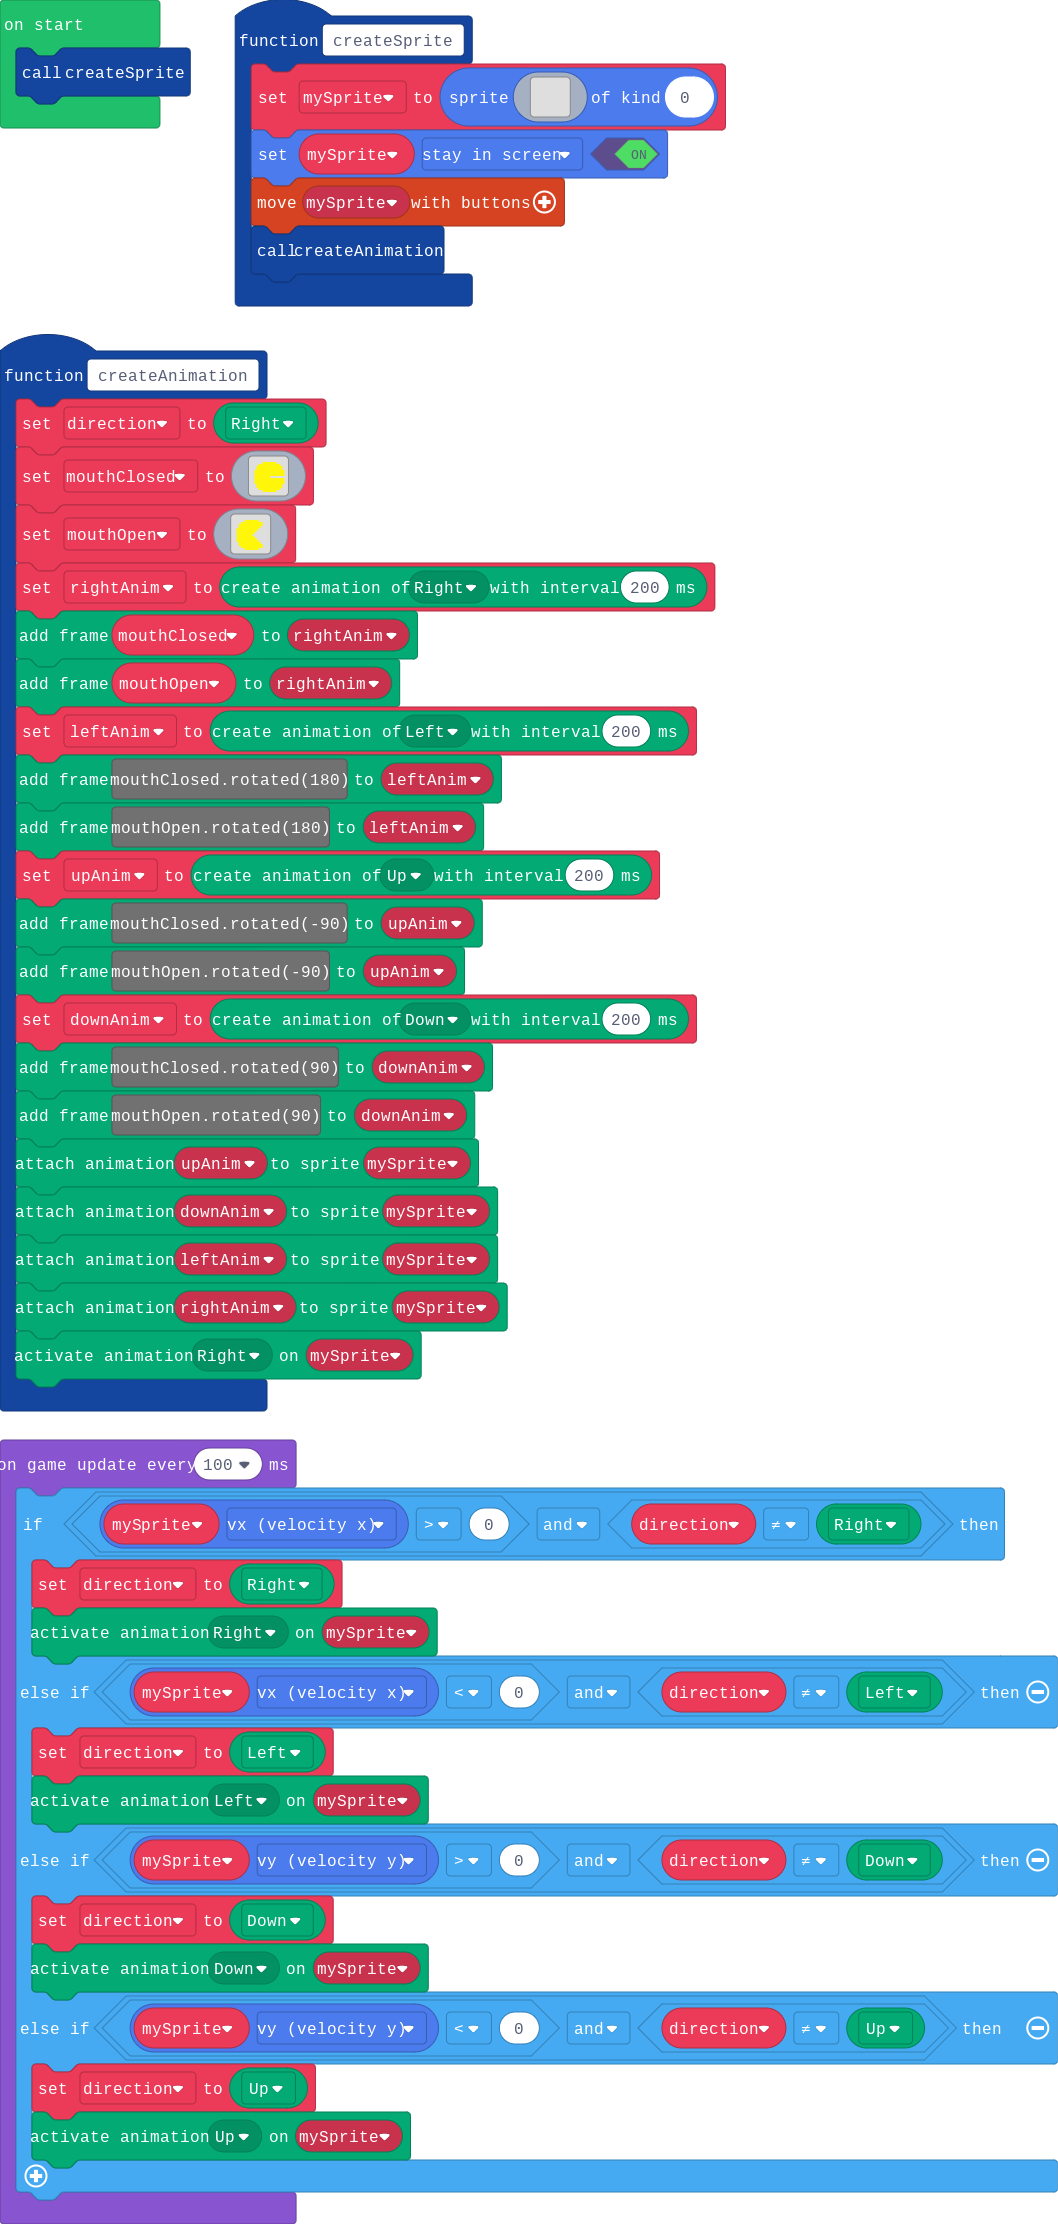 on start
call createSprite
function createSprite
set mySprite to sprite of kind 0
set mySprite stay in screen ON
move mySprite with buttons
call createAnimation
function createAnimation
set direction to Right
set mouthClosed to
set mouthOpen to
set rightAnim to create animation of Right with interval 200 ms
add frame mouthClosed to rightAnim
add frame mouthOpen to rightAnim
set leftAnim to create animation of Left with interval 200 ms
add frame mouthClosed.rotated(180) to leftAnim
add frame mouthOpen.rotated(180) to leftAnim
set upAnim to create animation of Up with interval 200 ms
add frame mouthClosed.rotated(-90) to upAnim
add frame mouthOpen.rotated(-90) to upAnim
set downAnim to create animation of Down with interval 200 ms
add frame mouthClosed.rotated(90) to downAnim
add frame mouthOpen.rotated(90) to downAnim
attach animation upAnim to sprite mySprite
attach animation downAnim to sprite mySprite
attach animation leftAnim to sprite mySprite
attach animation rightAnim to sprite mySprite
activate animation Right on mySprite
on game update every 100 ms
if mySprite vx (velocity x) > 0 and direction ≠ Right then
set direction to Right
activate animation Right on mySprite
else if mySprite vx (velocity x) < 0 and direction ≠ Left then
set direction to Left
activate animation Left on mySprite
else if mySprite vy (velocity y) > 0 and direction ≠ Down then
set direction to Down
activate animation Down on mySprite
else if mySprite vy (velocity y) < 0 and direction ≠ Up then
set direction to Up
activate animation Up on mySprite